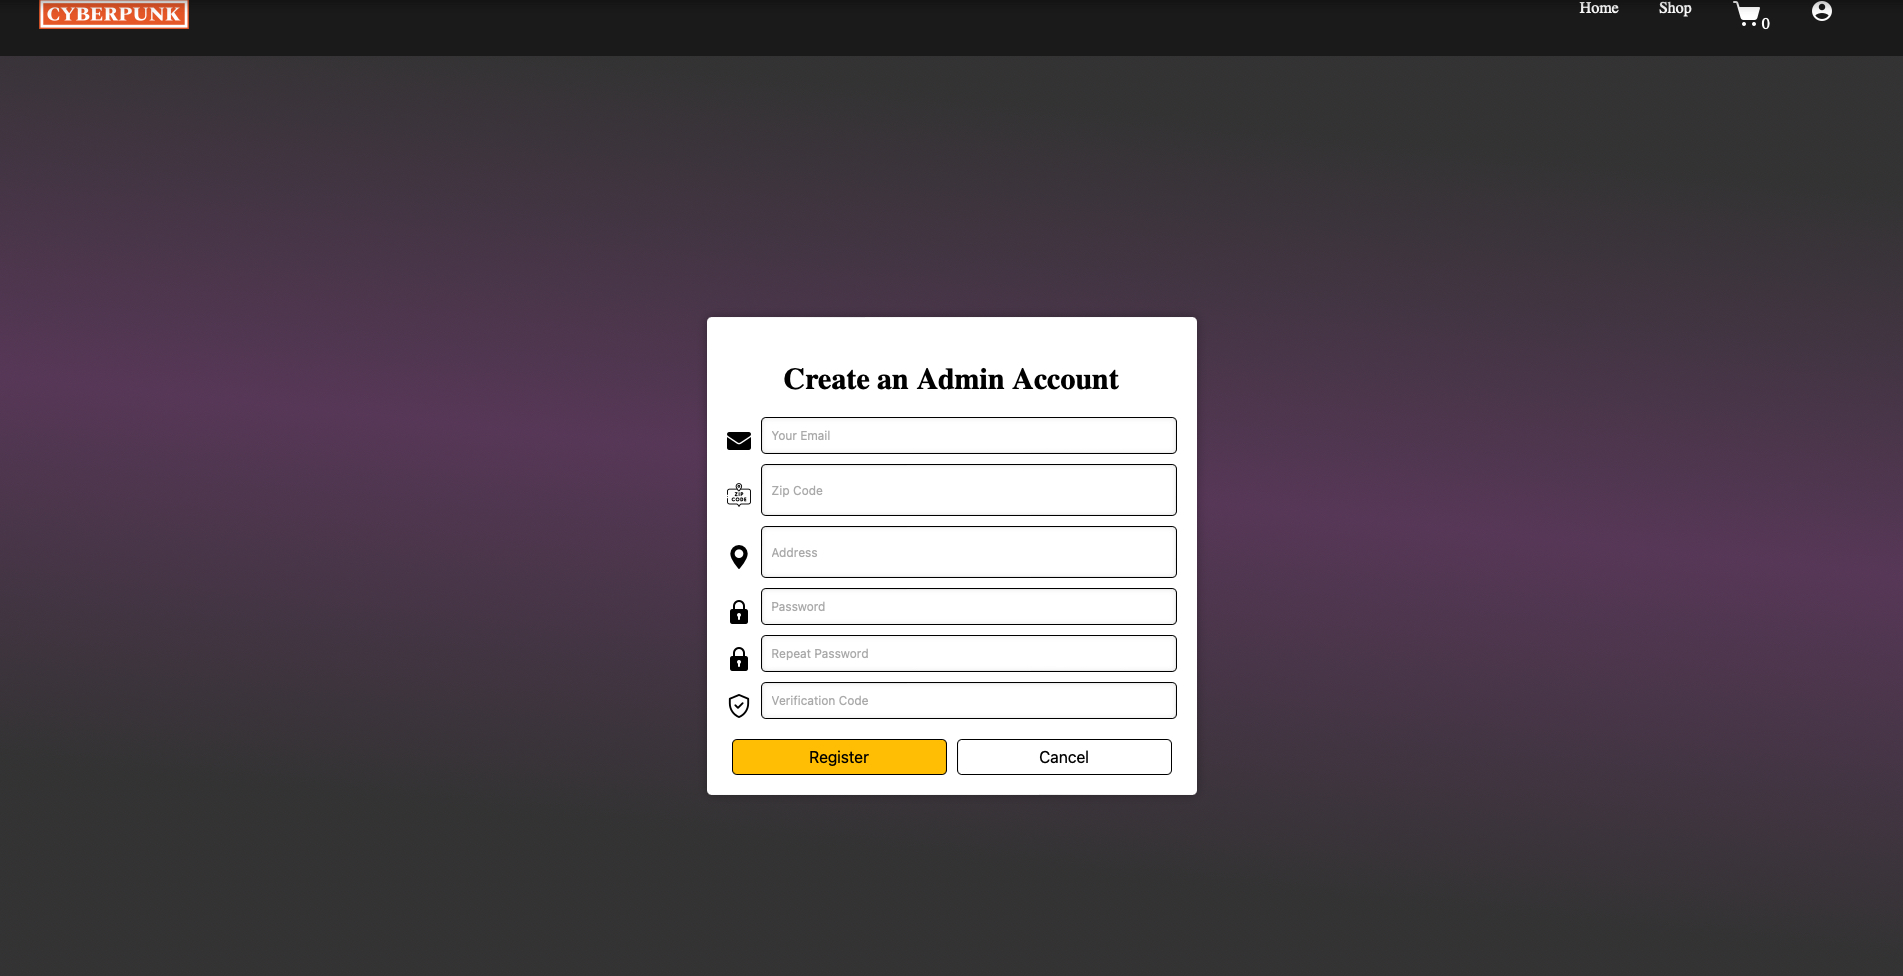 CYBERPUNK
Home
Shop
0
Create an Admin Account
Your Email
ZIP
CODE
Zip Code
Address
Password
Repeat Password
Verification Code
Register
Cancel